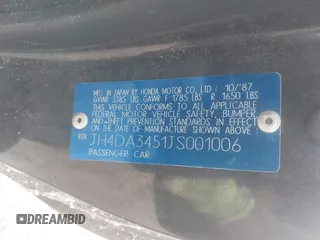 MFD. IN JAPAN BY HONDA MOTOR CO., LTD. 10/'87
GAWR 3385 LBS GAWR F 1785 LBS R 1650 LBS
THIS VEHICLE CONFORMS TO ALL APPLICABLE
FEDERAL MOTOR VEHICLE SAFETY, BUMPER
AND THEFT PREVENTION STANDARDS IN EFFECT
ON THE DATE OF MANUFACTURE SHOWN ABOVE.
VIN JH4DA3451JS001006
PASSENGER CAR
DREAMBID